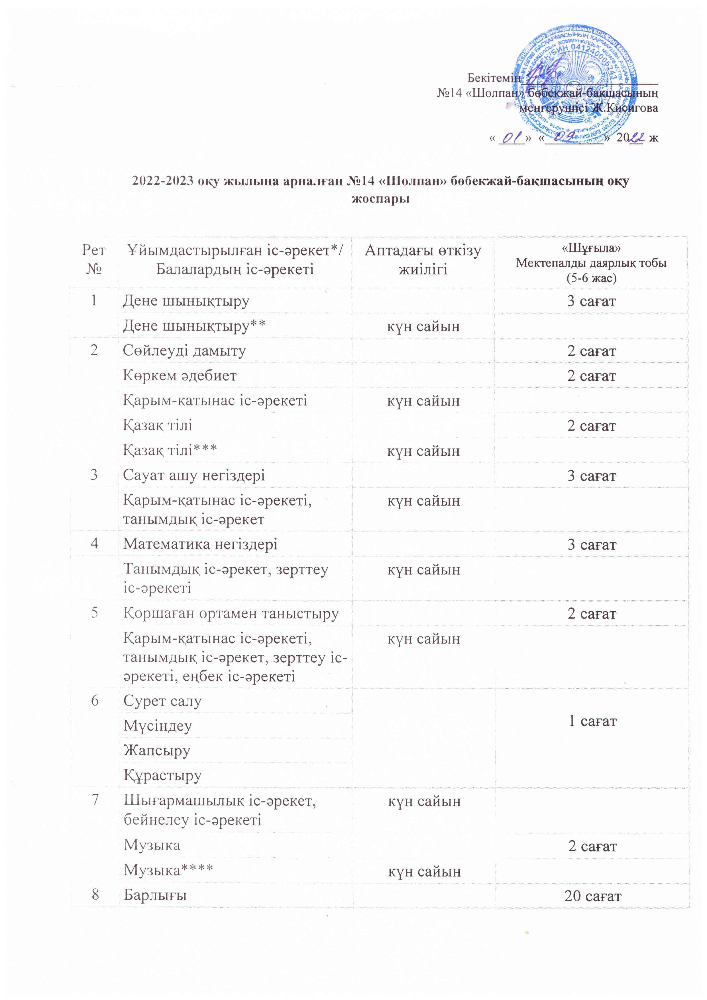 Бекітемін
№14 «Шолпан» бөбекжай-бақшасының
меңгерушісі Ж.Кисигова
« 01 » « 09 » 2022 ж
БСН/БИН 041240006243
2022-2023 оқу жылына арналған №14 «Шолпан» бөбекжай-бақшасының оқу
жоспары
Рет
№
Ұйымдастырылған іс-әрекет*/
Балалардың іс-әрекеті
Аптадағы өткізу
жиілігі
«Шұғыла»
Мектепалды даярлық тобы
(5-6 жас)
1 Дене шынықтыру 3 сағат
Дене шынықтыру** күн сайын
2 Сөйлеуді дамыту 2 сағат
Көркем әдебиет 2 сағат
Қарым-қатынас іс-әрекеті күн сайын
Қазақ тілі 2 сағат
Қазақ тілі*** күн сайын
3 Сауат ашу негіздері 3 сағат
Қарым-қатынас іс-әрекеті, күн сайын
танымдық іс-әрекет
4 Математика негіздері 3 сағат
Танымдық іс-әрекет, зерттеу күн сайын
іс-әрекеті
5 Қоршаған ортамен таныстыру 2 сағат
Қарым-қатынас іс-әрекеті, күн сайын
танымдық іс-әрекет, зерттеу іс-
әрекеті, еңбек іс-әрекеті
6 Сурет салу
Мүсіндеу 1 сағат
Жапсыру
Құрастыру
7 Шығармашылық іс-әрекет, күн сайын
бейнелеу іс-әрекеті
Музыка 2 сағат
Музыка**** күн сайын
8 Барлығы 20 сағат